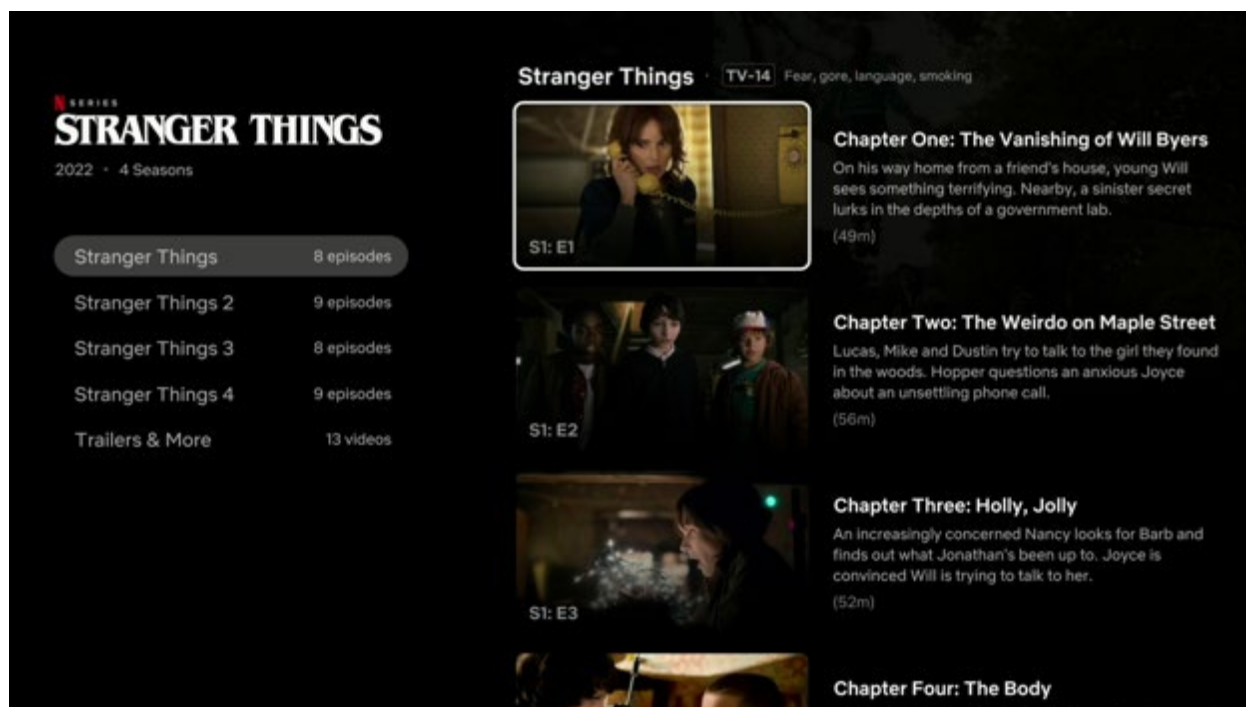 N SERIES
STRANGER THINGS
2022 • 4 Seasons
Stranger Things 8 episodes
Stranger Things 2 9 episodes
Stranger Things 3 8 episodes
Stranger Things 4 9 episodes
Trailers & More 13 videos
Stranger Things · TV-14 Fear, gore, language, smoking
S1: E1
Chapter One: The Vanishing of Will Byers
On his way home from a friend's house, young Will
sees something terrifying. Nearby, a sinister secret
lurks in the depths of a government lab.
(49m)
S1: E2
Chapter Two: The Weirdo on Maple Street
Lucas, Mike and Dustin try to talk to the girl they found
in the woods. Hopper questions an anxious Joyce
about an unsettling phone call.
(56m)
S1: E3
Chapter Three: Holly, Jolly
An increasingly concerned Nancy looks for Barb and
finds out what Jonathan's been up to. Joyce is
convinced Will is trying to talk to her.
(52m)
Chapter Four: The Body